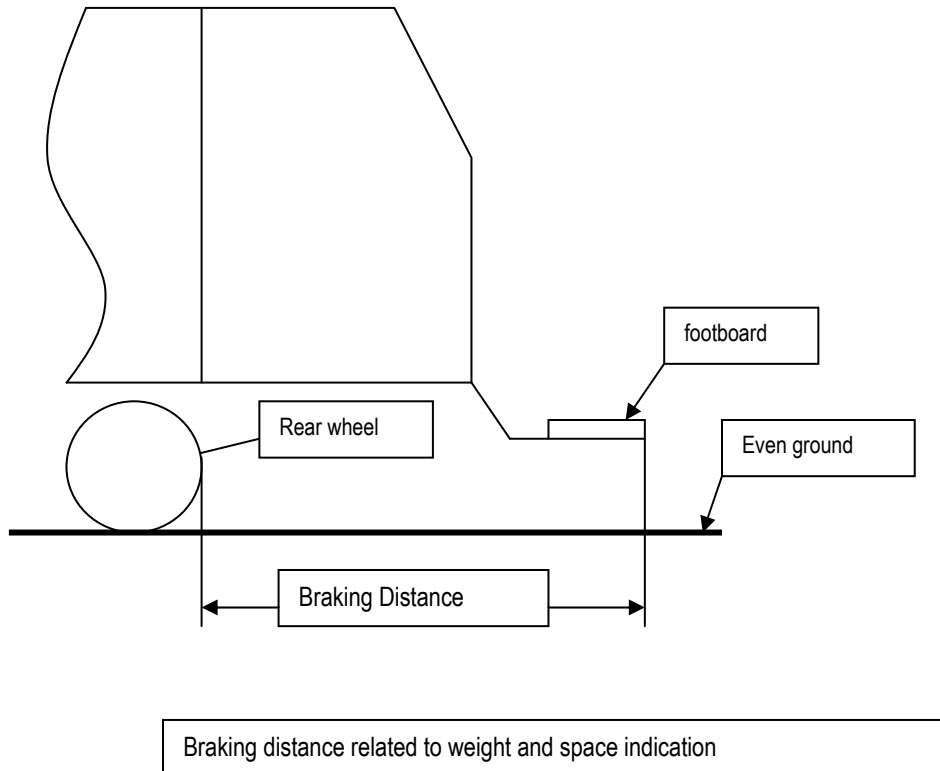 footboard
Rear wheel
Even ground
Braking Distance
Braking distance related to weight and space indication